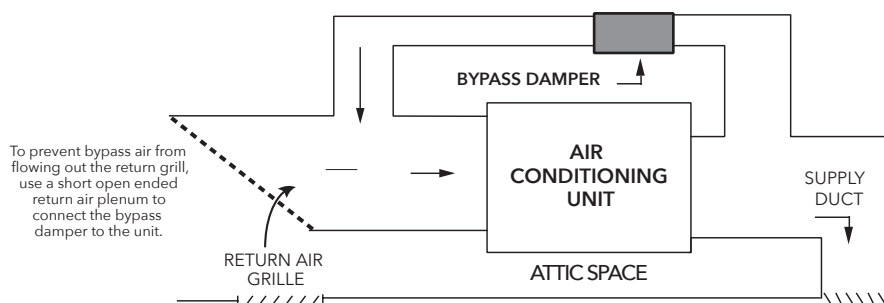 BYPASS DAMPER
To prevent bypass air from
flowing out the return grill,
use a short open ended
return air plenum to
connect the bypass
damper to the unit.
AIR
CONDITIONING
UNIT
SUPPLY
DUCT
RETURN AIR
GRILLE
ATTIC SPACE